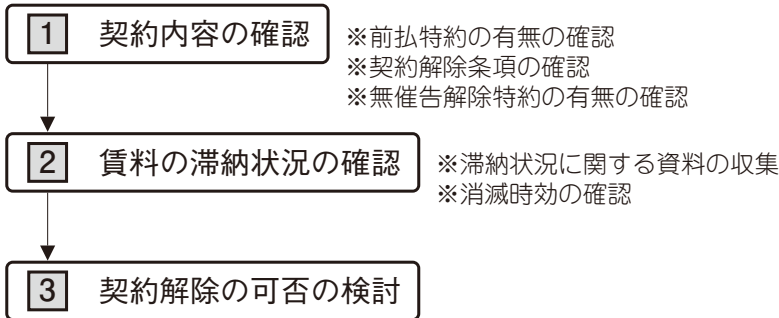 1 契約内容の確認
※前払特約の有無の確認
※契約解除条項の確認
※無催告解除特約の有無の確認
2 賃料の滞納状況の確認
※滞納状況に関する資料の収集
※消滅時効の確認
3 契約解除の可否の検討